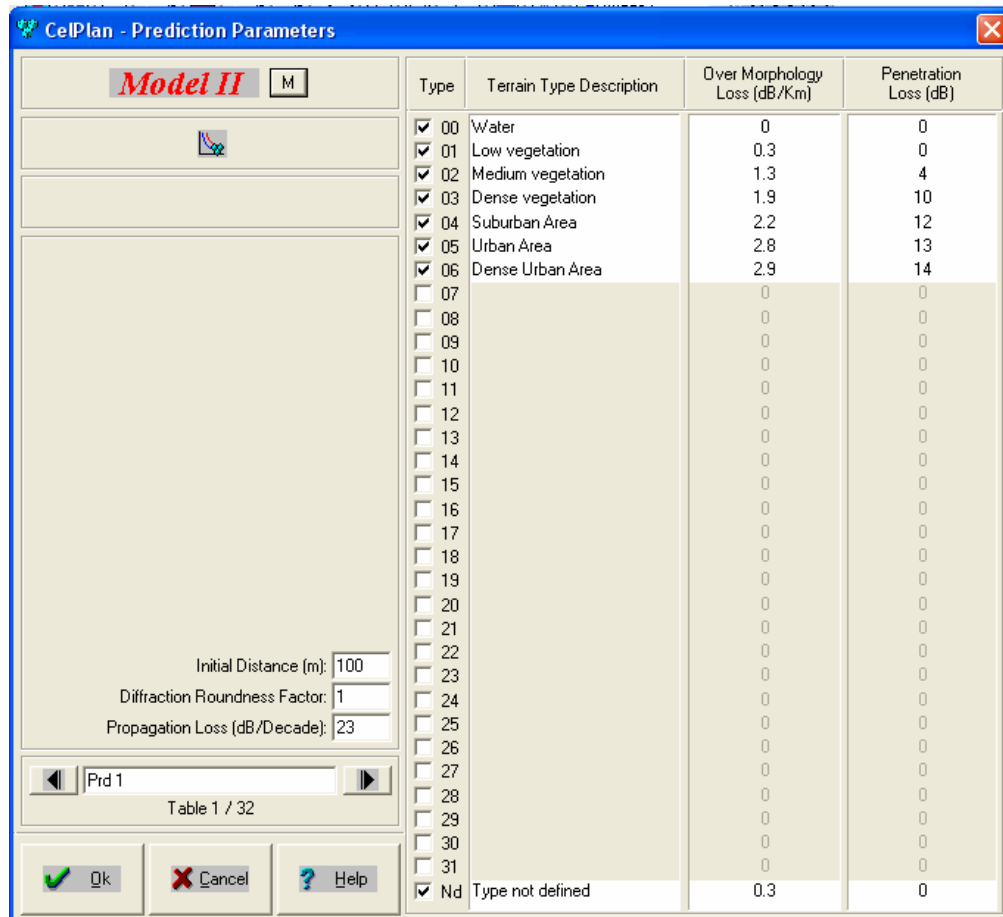 CelPlan - Prediction Parameters
Model II M
Initial Distance (m): 100
Diffraction Roundness Factor: 1
Propagation Loss (dB/Decade): 23
Prd 1
Table 1 / 32
Ok Cancel ? Help
Type Terrain Type Description Over Morphology Loss (dB/Km) Penetration Loss (dB)
00 Water 0 0
01 Low vegetation 0.3 0
02 Medium vegetation 1.3 4
03 Dense vegetation 1.9 10
04 Suburban Area 2.2 12
05 Urban Area 2.8 13
06 Dense Urban Area 2.9 14
07 0 0
08 0 0
09 0 0
10 0 0
11 0 0
12 0 0
13 0 0
14 0 0
15 0 0
16 0 0
17 0 0
18 0 0
19 0 0
20 0 0
21 0 0
22 0 0
23 0 0
24 0 0
25 0 0
26 0 0
27 0 0
28 0 0
29 0 0
30 0 0
31 0 0
Nd Type not defined 0.3 0